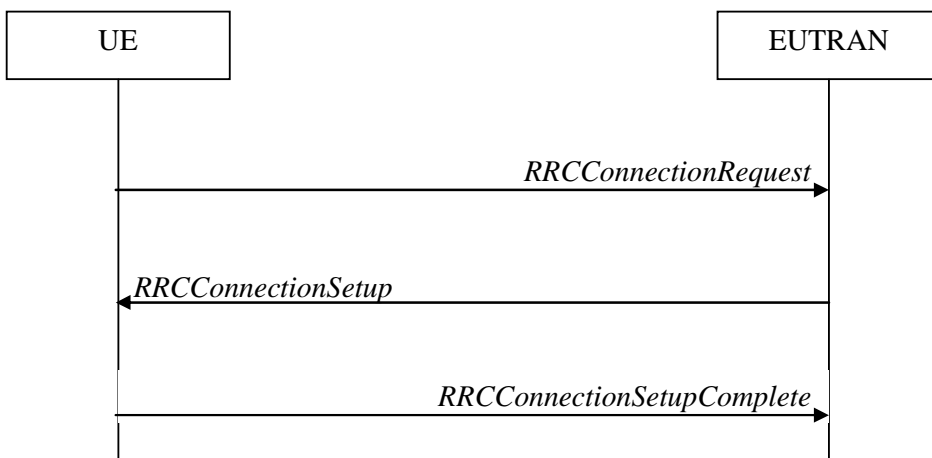 UE
EUTRAN
RRCConnectionRequest
RRCConnectionSetup
RRCConnectionSetupComplete